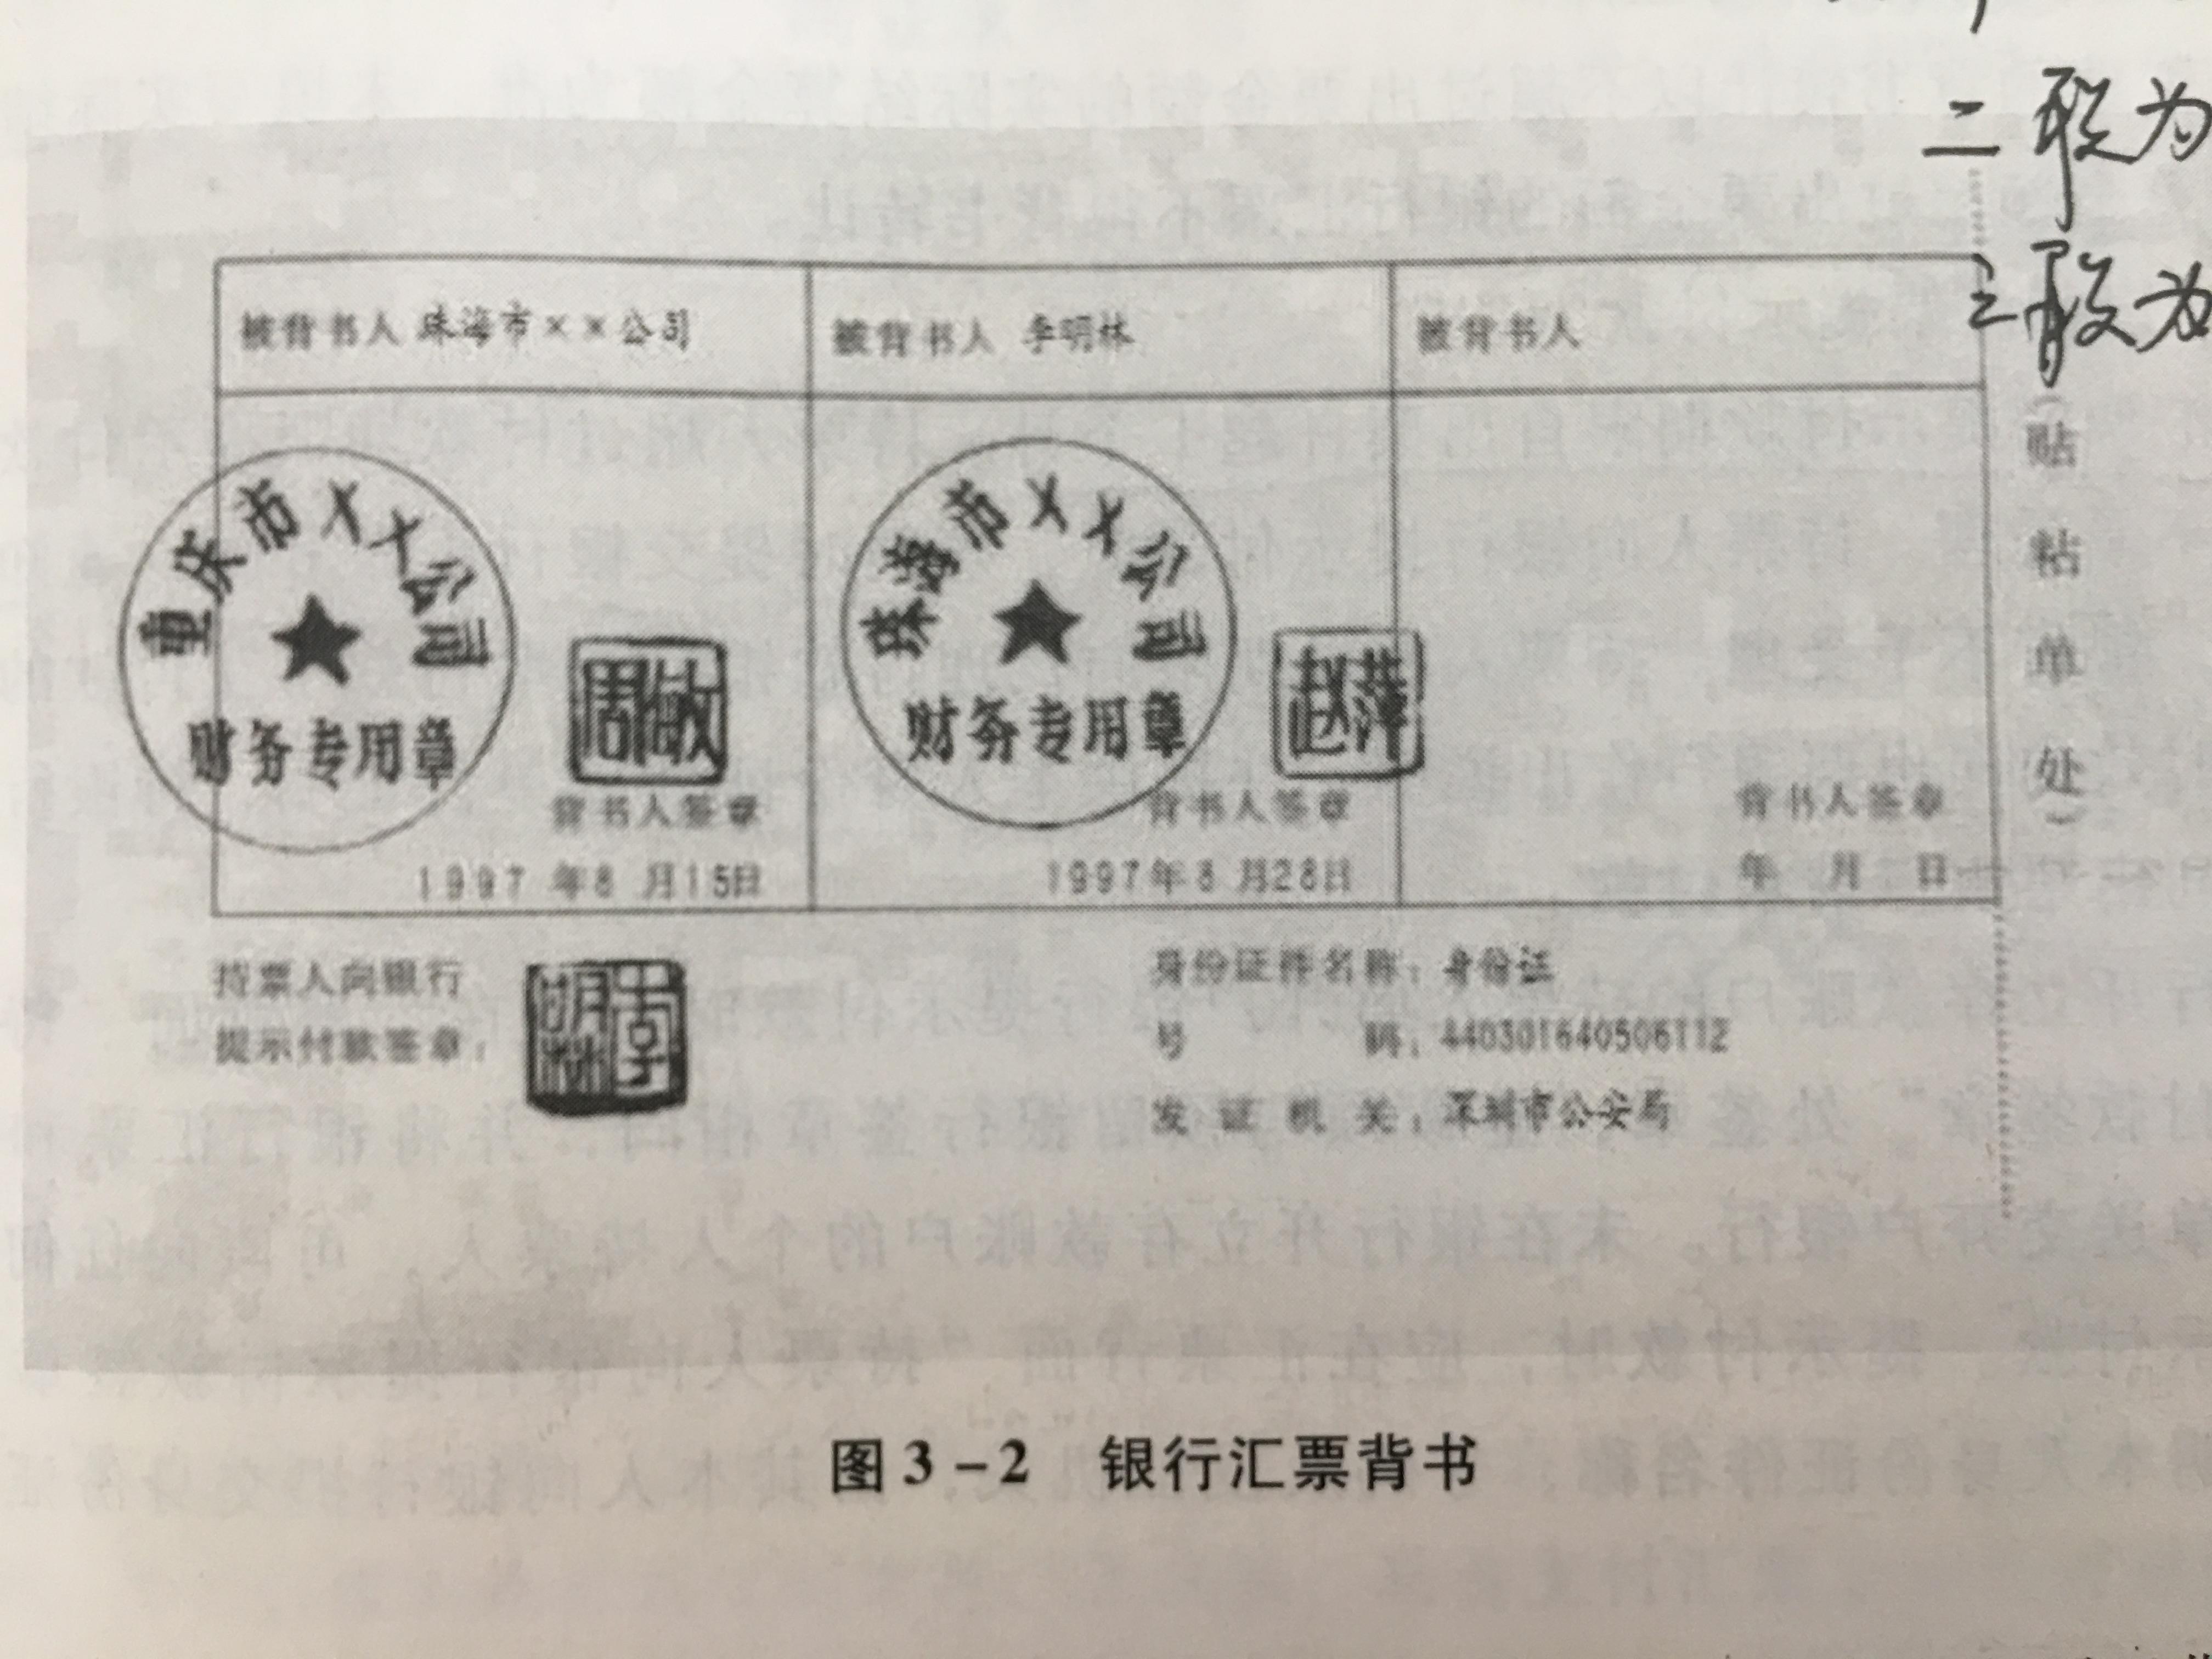 二联为
三联为
被背书人 珠海市××公司
被背书人 李明林
被背书人
重庆市××公司
财务专用章
周敏
背书人签章
1997 年8 月15日
珠海市××公司
财务专用章
赵萍
背书人签章
1997年8 月28日
背书人签章
年 月 日
（贴粘单处）
持票人向银行
提示付款签章：
李明林
身份证件名称：身份证
号 码：440301640506112
发证机关：深圳市公安局
图 3-2 银行汇票背书